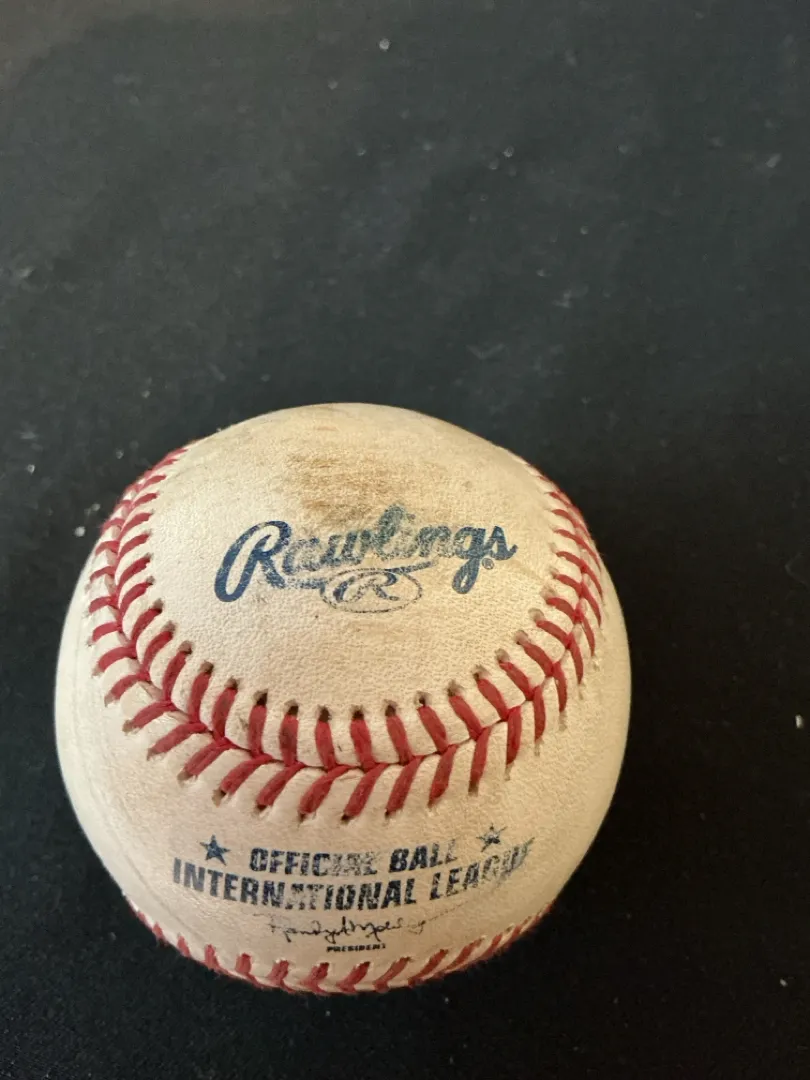 Rawlings®
R
★ OFFICIAL BALL ★
INTERNATIONAL LEAGUE
PRESIDENT